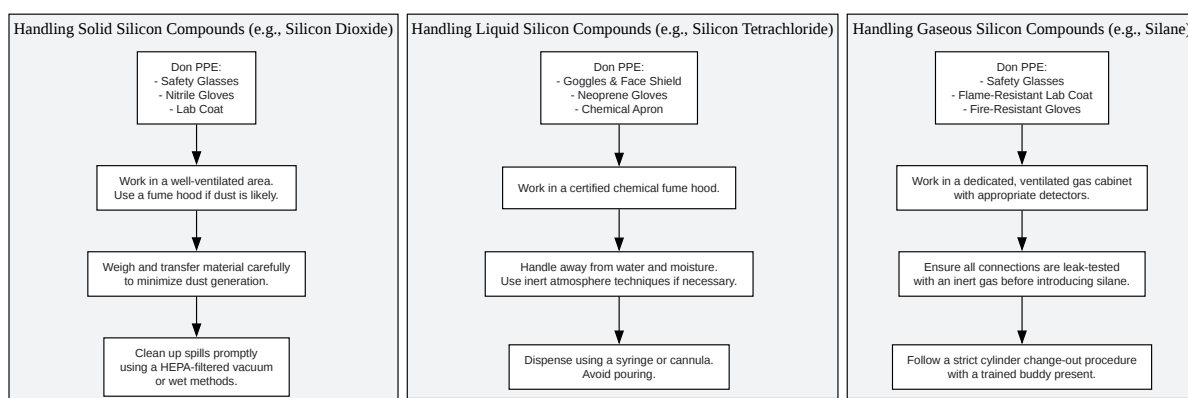 Handling Solid Silicon Compounds (e.g., Silicon Dioxide)
Don PPE:
- Safety Glasses
- Nitrile Gloves
- Lab Coat
Work in a well-ventilated area.
Use a fume hood if dust is likely.
Weigh and transfer material carefully
to minimize dust generation.
Clean up spills promptly
using a HEPA-filtered vacuum
or wet methods.
Handling Liquid Silicon Compounds (e.g., Silicon Tetrachloride)
Don PPE:
- Goggles & Face Shield
- Neoprene Gloves
- Chemical Apron
Work in a certified chemical fume hood.
Handle away from water and moisture.
Use inert atmosphere techniques if necessary.
Dispense using a syringe or cannula.
Avoid pouring.
Handling Gaseous Silicon Compounds (e.g., Silane)
Don PPE:
- Safety Glasses
- Flame-Resistant Lab Coat
- Fire-Resistant Gloves
Work in a dedicated, ventilated gas cabinet
with appropriate detectors.
Ensure all connections are leak-tested
with an inert gas before introducing silane.
Follow a strict cylinder change-out procedure
with a trained buddy present.